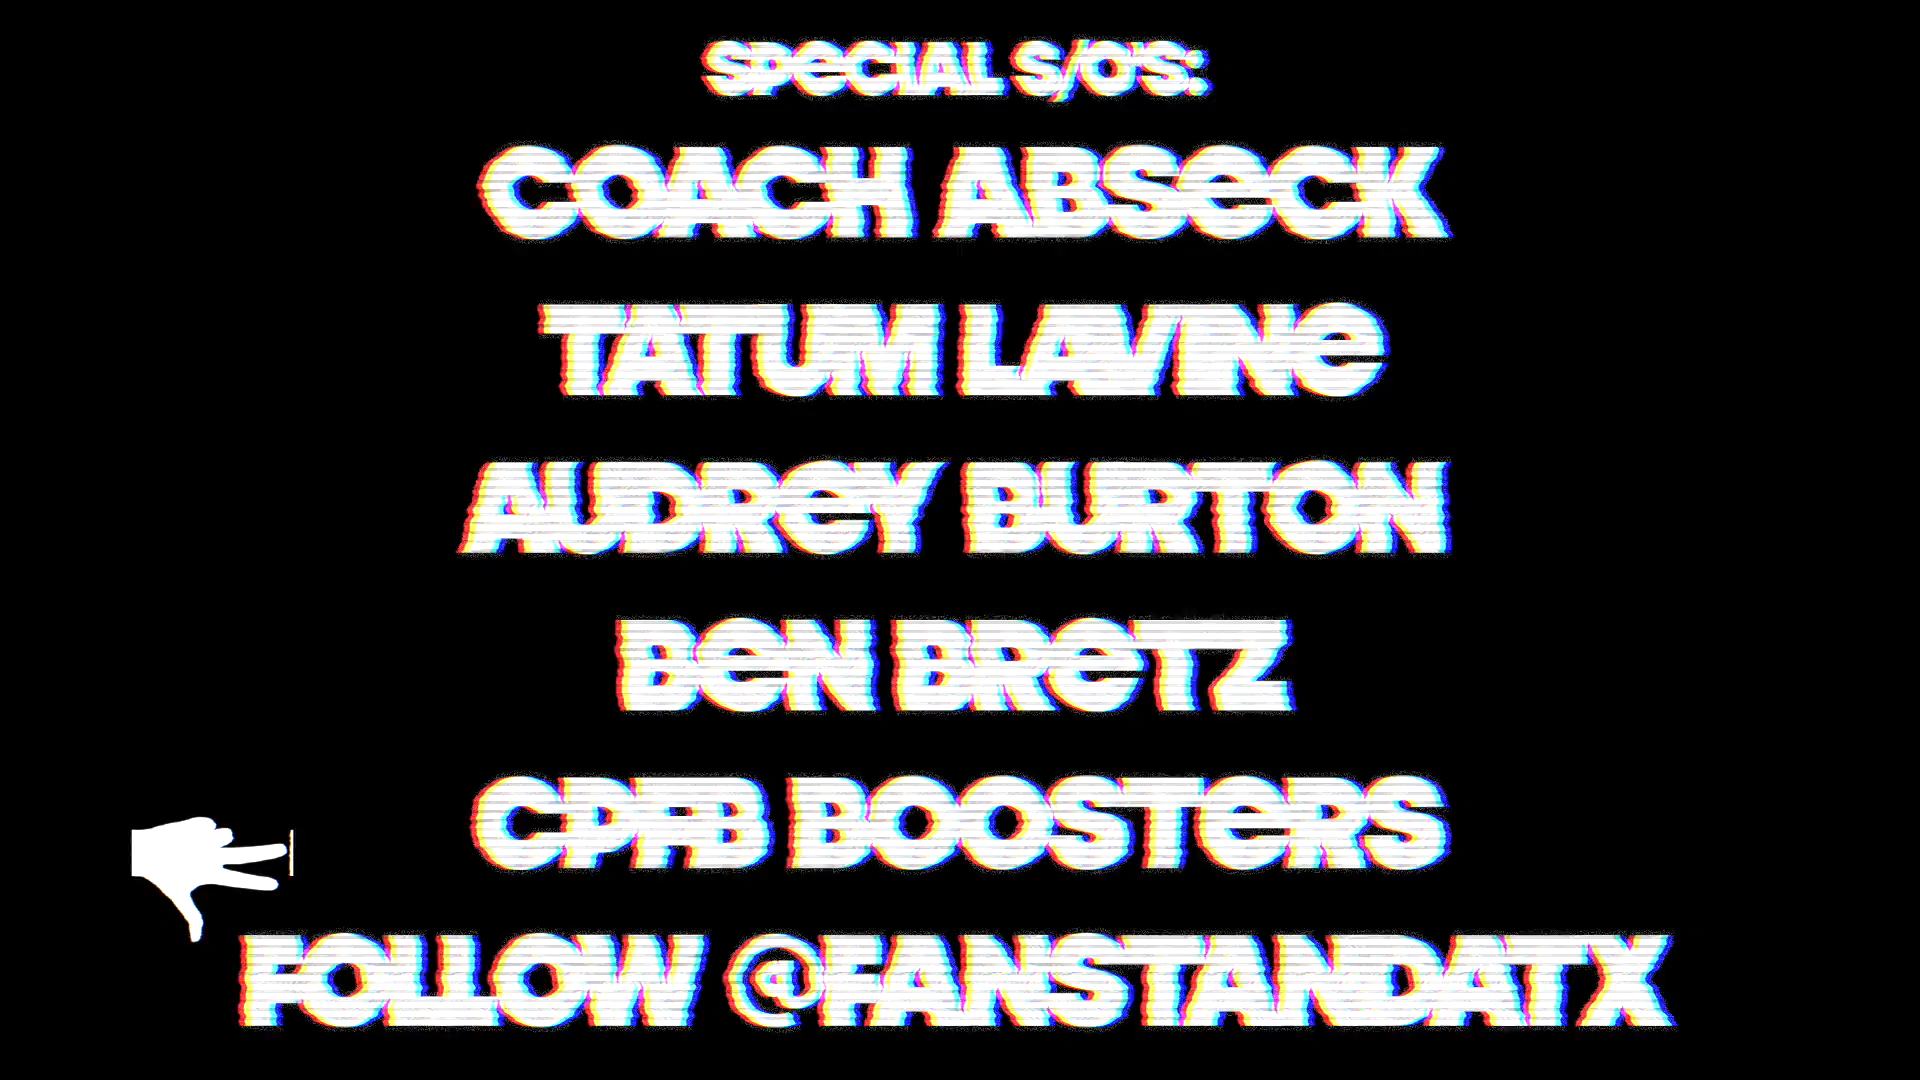 SPeCIAL S/O'S:
COACH ABSeCK
TATUM LAVINe
AUDReY BURTON
BeN BReTZ
CPFB BOOSTeRS
FOLLOW @FANSTANDATX